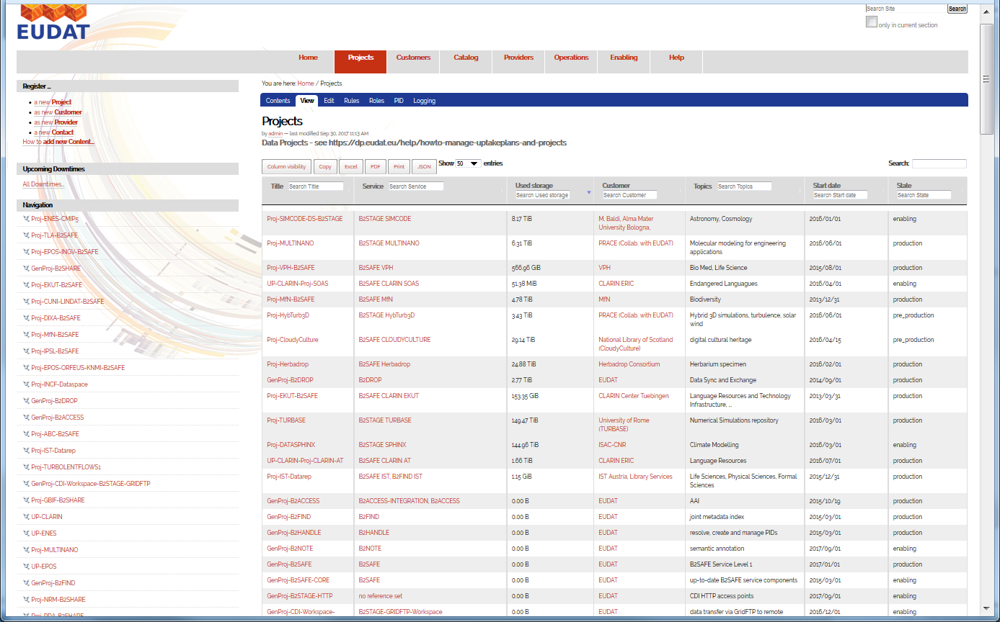 EUDAT
Search Site
Search
only in current section
Home
Projects
Customers
Catalog
Providers
Operations
Enabling
Help
Register ...
a new Project
as new Customer
as new Provider
a new Contact
How to add new Content...
Upcoming Downtimes
All Downtimes...
Navigation
Proj-ENES-CMIP5
Proj-TLA-B2SAFE
Proj-EPOS-INGV-B2SAFE
GenProj-B2SHARE
Proj-EKUT-B2SAFE
Proj-CUNI-LINDAT-B2SAFE
Proj-DIXA-B2SAFE
Proj-MfN-B2SAFE
Proj-IPSL-B2SAFE
Proj-EPOS-ORFEUS-KNMI-B2SAFE
Proj-INCF-Dataspace
GenProj-B2DROP
GenProj-B2ACCESS
Proj-ABC-B2SAFE
Proj-IST-Datarep
Proj-TURBOLENTFLOWS1
GenProj-CDI-Workspace-B2STAGE-GRIDFTP
Proj-GBIF-B2SHARE
UP-CLARIN
UP-ENES
Proj-MULTINANO
UP-EPOS
GenProj-B2FIND
Proj-NRM-B2SHARE
Proj-RDA-B2SHARE
You are here: Home / Projects
Contents View Edit Rules Roles PID Logging
Projects
by admin — last modified Sep 30, 2017 11:13 AM
Data Projects - see https://dp.eudat.eu/help/howto-manage-uptakeplans-and-projects
Column visibility Copy Excel PDF Print JSON Show 50 entries Search:
Title Search Title Service Search Service Used storage Search Used storage Customer Search Customer Topics Search Topics Start date Search Start date State Search State
Proj-SIMCODE-DS-B2STAGE B2STAGE SIMCODE 8.17 TiB M. Baldi, Alma Mater Astronomy, Cosmology 2016/01/01 enabling
University Bologna,
Proj-MULTINANO B2STAGE MULTINANO 6.31 TiB PRACE (Collab. with EUDAT) Molecular modeling for engineering 2016/06/01 production
applications
Proj-VPH-B2SAFE B2SAFE VPH 566.96 GiB VPH Bio Med, Life Science 2015/08/01 production
UP-CLARIN-Proj-SOAS B2SAFE CLARIN SOAS 51.38 MiB CLARIN ERIC Endangered Languagues 2016/04/01 enabling
Proj-MfN-B2SAFE B2SAFE MfN 4.78 TiB MfN Biodiversity 2013/12/31 production
Proj-HybTurb3D B2STAGE HybTurb3D 3.43 TiB PRACE (Collab. with EUDAT) Hybrid 3D simulations, turbulence, solar 2016/06/01 pre_production
wind
Proj-CloudyCulture B2SAFE CLOUDYCULTURE 29.14 TiB National Library of Scotland digital cultural heritage 2016/04/15 pre_production
(CloudyCulture)
Proj-Herbadrop B2SAFE Herbadrop 24.88 TiB Herbadrop Consortium Herbarium specimen 2016/02/01 production
GenProj-B2DROP B2DROP 2.77 TiB EUDAT Data Sync and Exchange 2014/09/01 production
Proj-EKUT-B2SAFE B2SAFE CLARIN EKUT 153.35 GiB CLARIN Center Tuebingen Language Resources and Technology 2013/03/31 production
Infrastructure, ...
Proj-TURBASE B2STAGE TURBASE 149.47 TiB University of Rome Numerical Simulations repository 2016/03/01 production
(TURBASE)
Proj-DATASPHINX B2STAGE SPHINX 144.96 TiB ISAC-CNR Climate Modelling 2016/03/01 enabling
UP-CLARIN-Proj-CLARIN-AT B2SAFE CLARIN AT 1.66 TiB CLARIN ERIC Language Resources 2016/07/01 production
Proj-IST-Datarep B2SAFE IST, B2FIND IST 1.15 GiB IST Austria, Library Services Life Sciences, Physical Sciences, Formal 2015/12/31 production
Sciences
GenProj-B2ACCESS B2ACCESS-INTEGRATION, B2ACCESS 0.00 B EUDAT AAI 2015/10/19 production
GenProj-B2FIND B2FIND 0.00 B EUDAT joint metadata index 2015/03/01 production
GenProj-B2HANDLE B2HANDLE 0.00 B EUDAT resolve, create and manage PIDs 2015/03/01 production
GenProj-B2NOTE B2NOTE 0.00 B EUDAT semantic annotation 2017/09/01 enabling
GenProj-B2SAFE B2SAFE 0.00 B EUDAT B2SAFE Service Level 1 2017/01/01 production
GenProj-B2SAFE-CORE B2SAFE 0.00 B EUDAT up-to-date B2SAFE service components 2015/03/01 enabling
GenProj-B2STAGE-HTTP no reference set 0.00 B EUDAT CDI HTTP access points 2017/09/01 enabling
GenProj-CDI-Workspace- B2STAGE-GRIDFTP-Workspace 0.00 B EUDAT data transfer via GridFTP to remote 2016/12/01 enabling